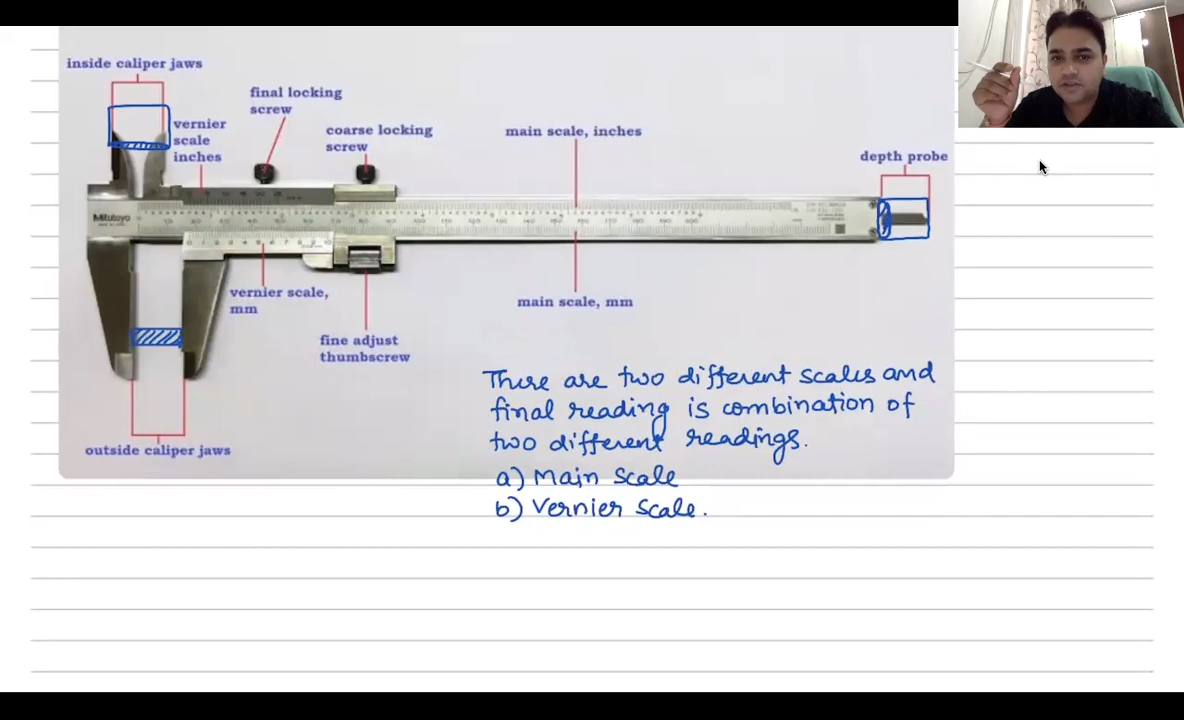 inside caliper jaws
final locking
screw
vernier
scale
inches
coarse locking
screw
main scale, inches
depth probe
Mitutoyo
vernier scale,
mm
main scale, mm
fine adjust
thumbscrew
outside caliper jaws
There are two different scales and
final reading is combination of
two different readings.
a) Main Scale
b) Vernier Scale.